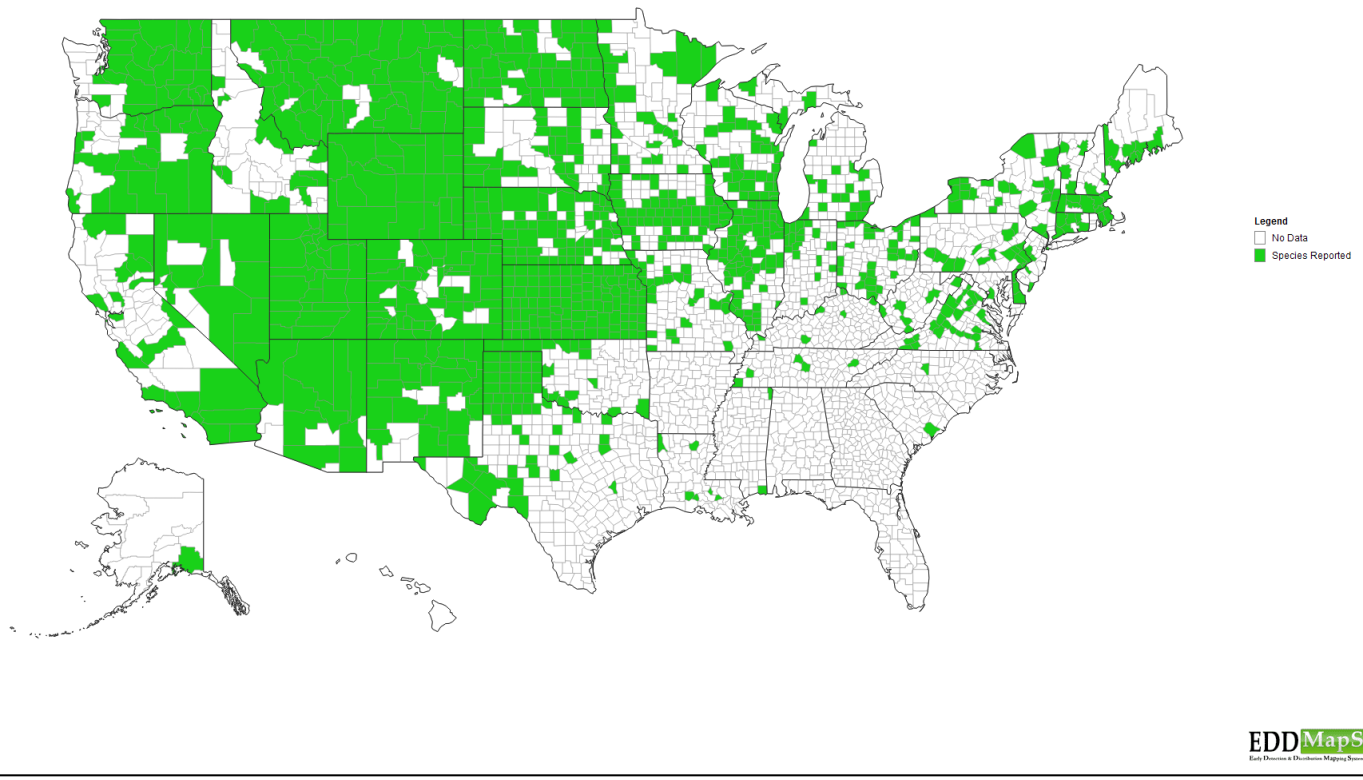 Legend
No Data
Species Reported
EDDMapS
Early Detection & Distribution Mapping System